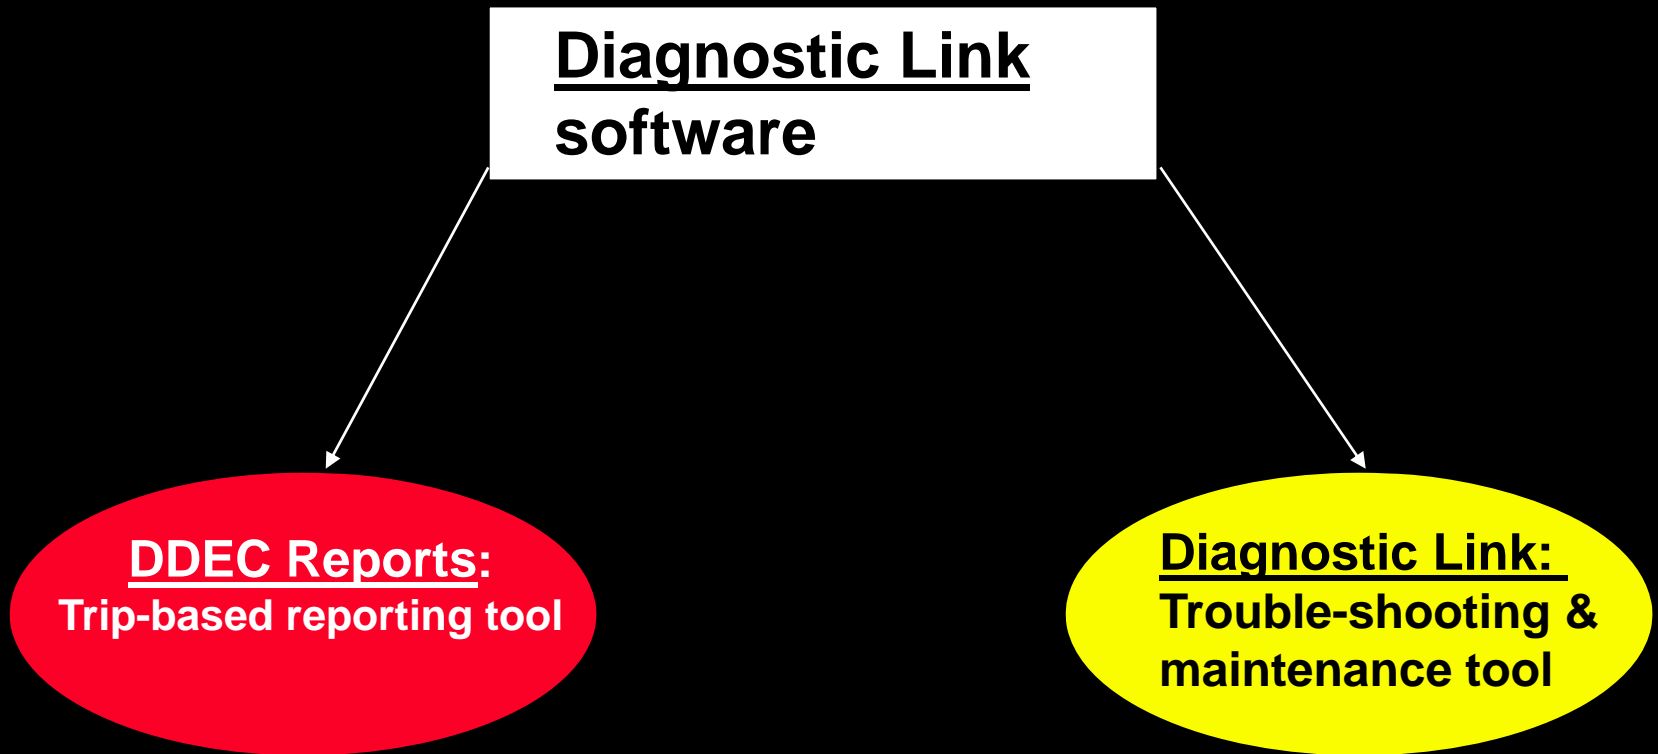 Diagnostic Link
software
DDEC Reports:
Trip-based reporting tool
Diagnostic Link:
Trouble-shooting &
maintenance tool